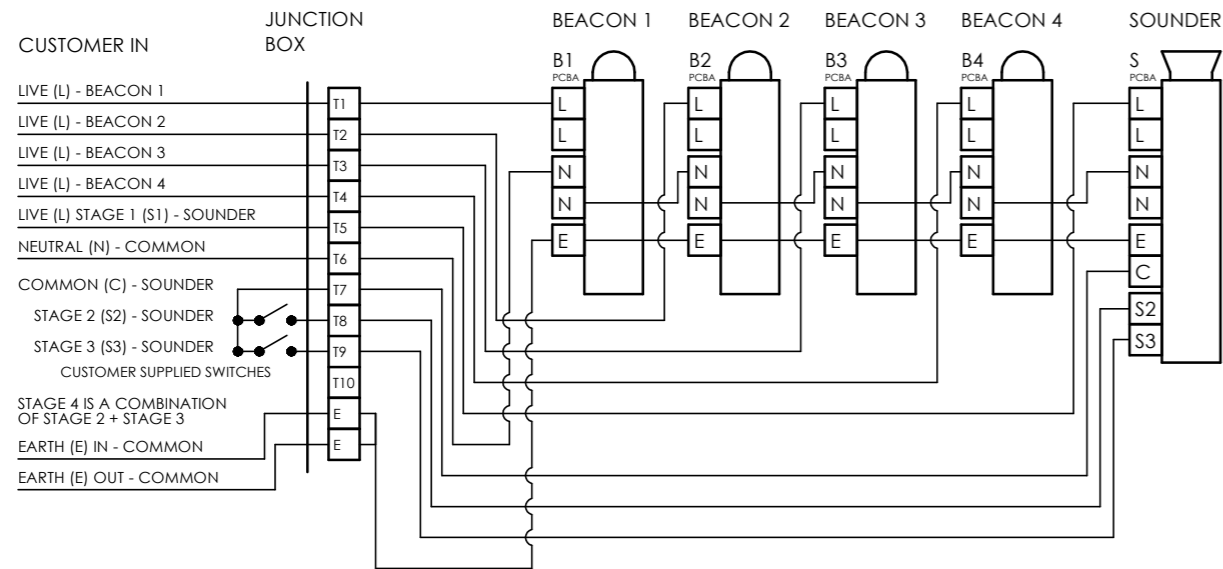 CUSTOMER IN
JUNCTION
BOX
BEACON 1
BEACON 2
BEACON 3
BEACON 4
SOUNDER
LIVE (L) - BEACON 1
LIVE (L) - BEACON 2
LIVE (L) - BEACON 3
LIVE (L) - BEACON 4
LIVE (L) STAGE 1 (S1) - SOUNDER
NEUTRAL (N) - COMMON
COMMON (C) - SOUNDER
STAGE 2 (S2) - SOUNDER
STAGE 3 (S3) - SOUNDER
CUSTOMER SUPPLIED SWITCHES
STAGE 4 IS A COMBINATION
OF STAGE 2 + STAGE 3
EARTH (E) IN - COMMON
EARTH (E) OUT - COMMON
T1
T2
T3
T4
T5
T6
T7
T8
T9
T10
E
E
B1
PCBA
L
L
N
N
E
B2
PCBA
L
L
N
N
E
B3
PCBA
L
L
N
N
E
B4
PCBA
L
L
N
N
E
S
PCBA
L
L
N
N
E
C
S2
S3